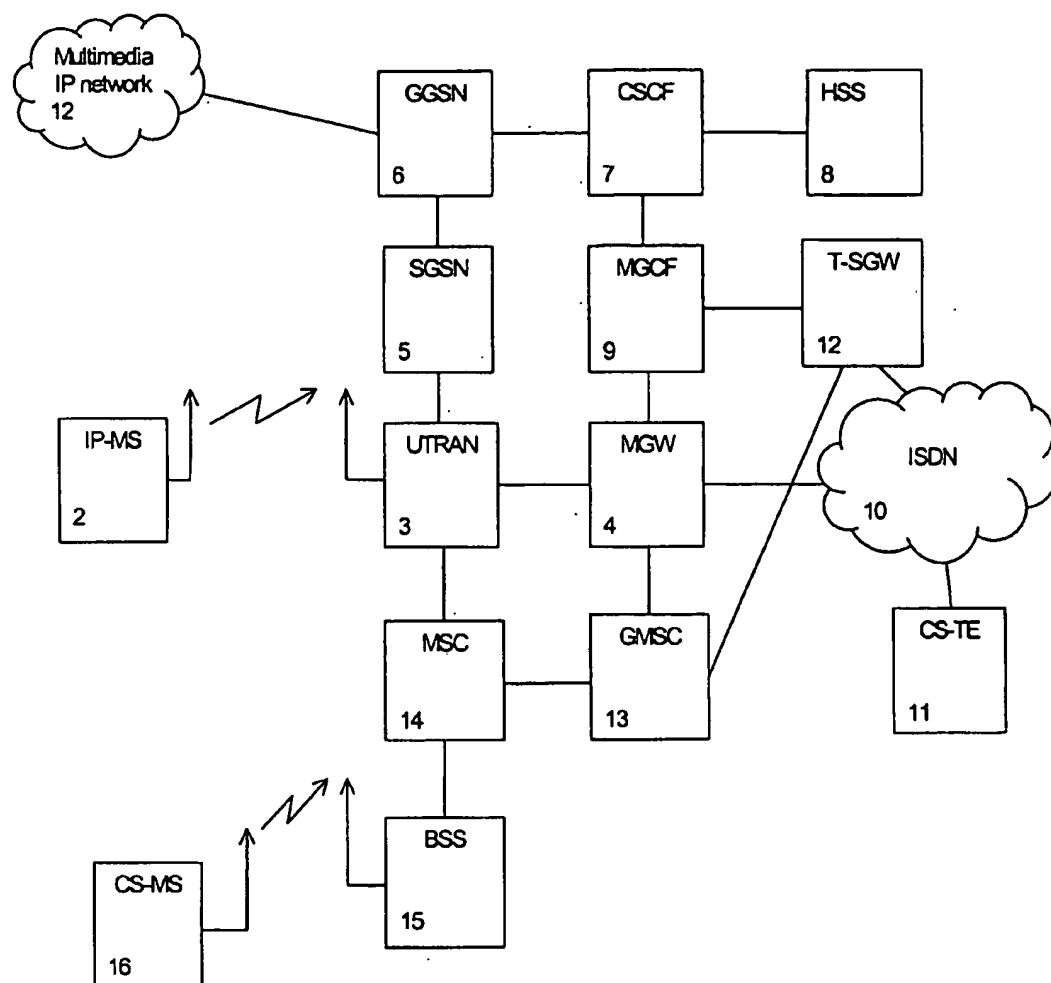 Multimedia
IP network
12
GGSN
6
CSCF
7
HSS
8
SGSN
5
MGCF
9
T-SGW
12
IP-MS
2
UTRAN
3
MGW
4
ISDN
10
MSC
14
GMSC
13
CS-TE
11
BSS
15
CS-MS
16